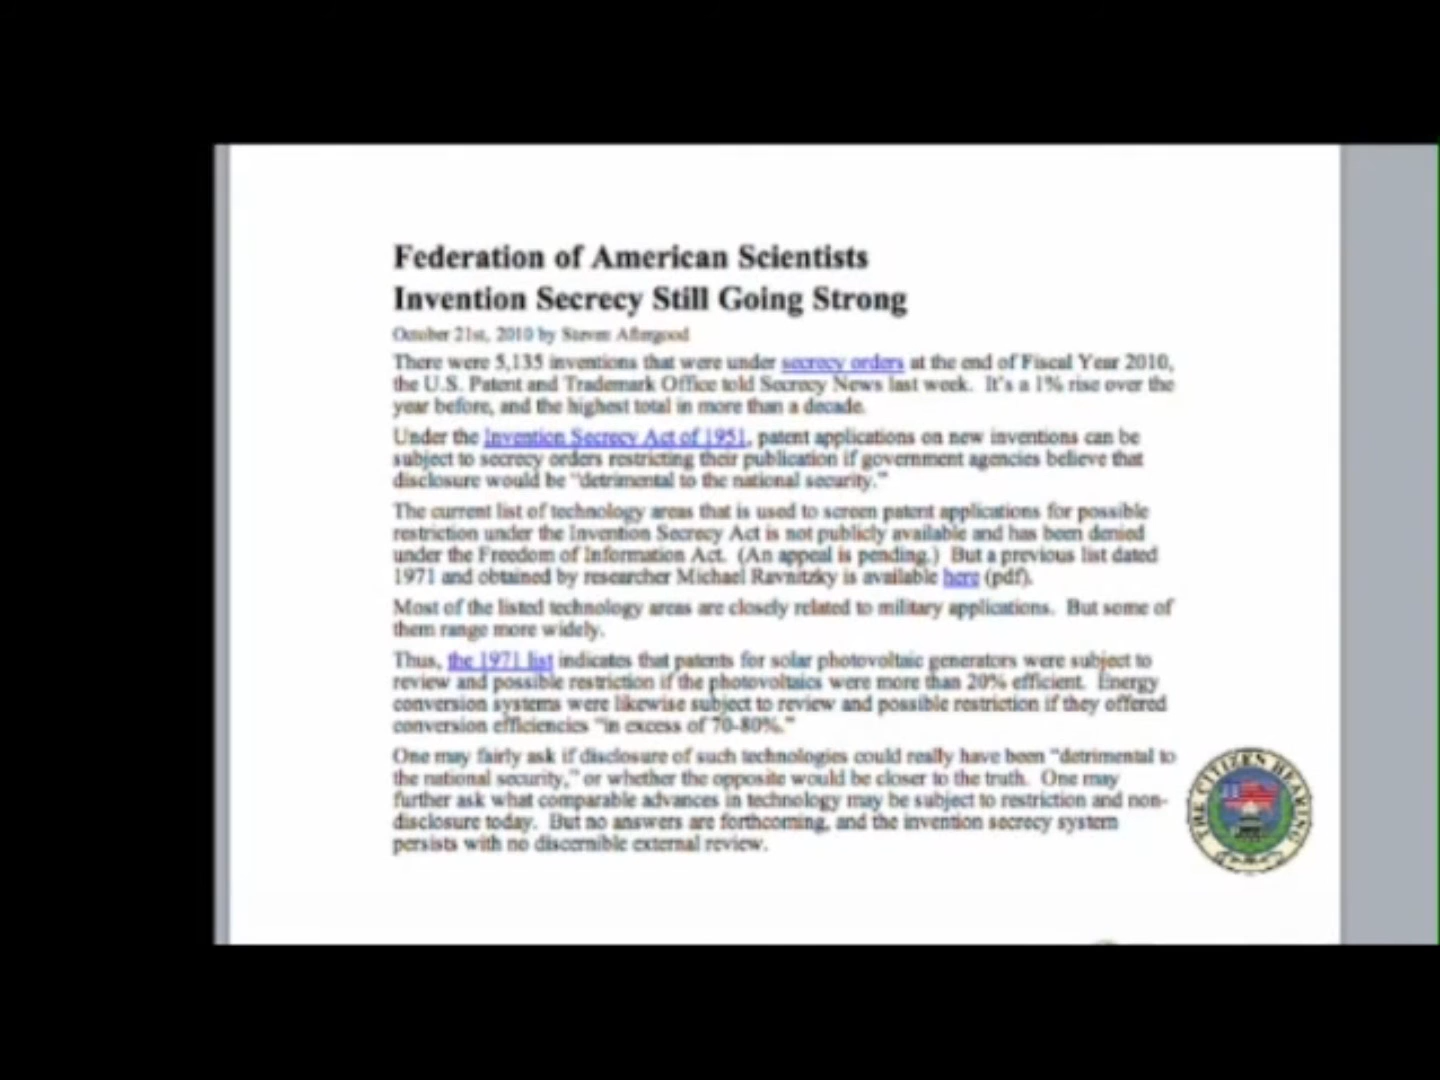 Federation of American Scientists
Invention Secrecy Still Going Strong
October 21st, 2010 by Steven Aftergood
There were 5,135 inventions that were under secrecy orders at the end of Fiscal Year 2010,
the U.S. Patent and Trademark Office told Secrecy News last week. It's a 1% rise over the
year before, and the highest total in more than a decade.
Under the Invention Secrecy Act of 1951, patent applications on new inventions can be
subject to secrecy orders restricting their publication if government agencies believe that
disclosure would be "detrimental to the national security."
The current list of technology areas that is used to screen patent applications for possible
restriction under the Invention Secrecy Act is not publicly available and has been denied
under the Freedom of Information Act. (An appeal is pending.) But a previous list dated
1971 and obtained by researcher Michael Ravnitzky is available here (pdf).
Most of the listed technology areas are closely related to military applications. But some of
them range more widely.
Thus, the 1971 list indicates that patents for solar photovoltaic generators were subject to
review and possible restriction if the photovoltaics were more than 20% efficient. Energy
conversion systems were likewise subject to review and possible restriction if they offered
conversion efficiencies "in excess of 70-80%."
One may fairly ask if disclosure of such technologies could really have been "detrimental to
the national security," or whether the opposite would be closer to the truth. One may
further ask what comparable advances in technology may be subject to restriction and non-
disclosure today. But no answers are forthcoming, and the invention secrecy system
persists with no discernible external review.
THE CITIZEN HEARING